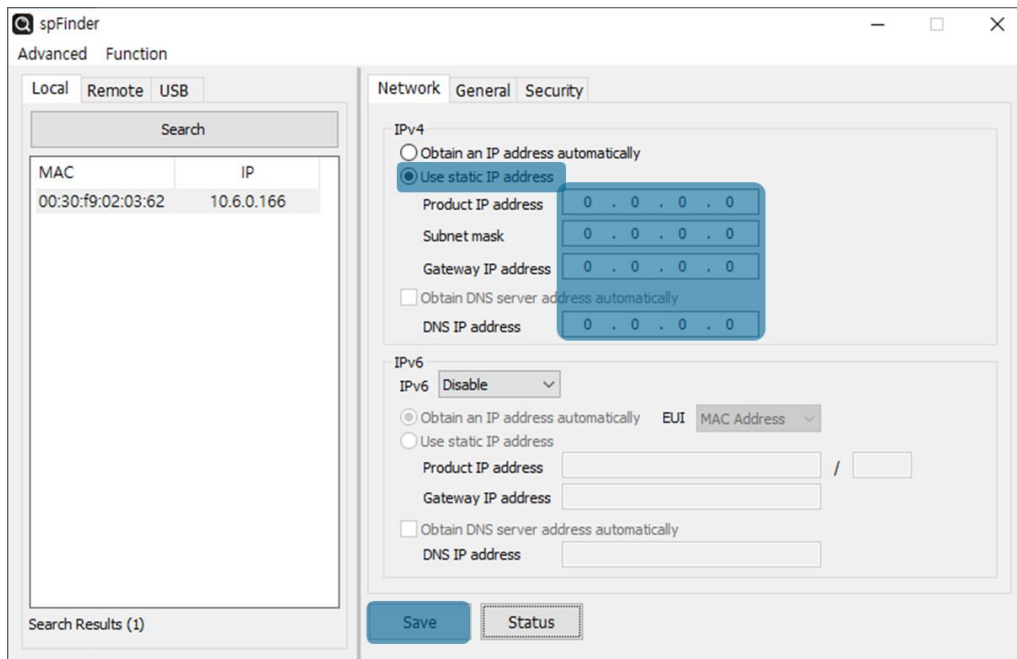 spFinder
Advanced Function
Local Remote USB
Search
MAC IP
00:30:f9:02:03:62 10.6.0.166
Search Results (1)
Network General Security
IPv4
Obtain an IP address automatically
Use static IP address
Product IP address 0 . 0 . 0 . 0
Subnet mask 0 . 0 . 0 . 0
Gateway IP address 0 . 0 . 0 . 0
Obtain DNS server address automatically
DNS IP address 0 . 0 . 0 . 0
IPv6
IPv6 Disable
Obtain an IP address automatically EUI MAC Address
Use static IP address
Product IP address /
Gateway IP address
Obtain DNS server address automatically
DNS IP address
Save Status